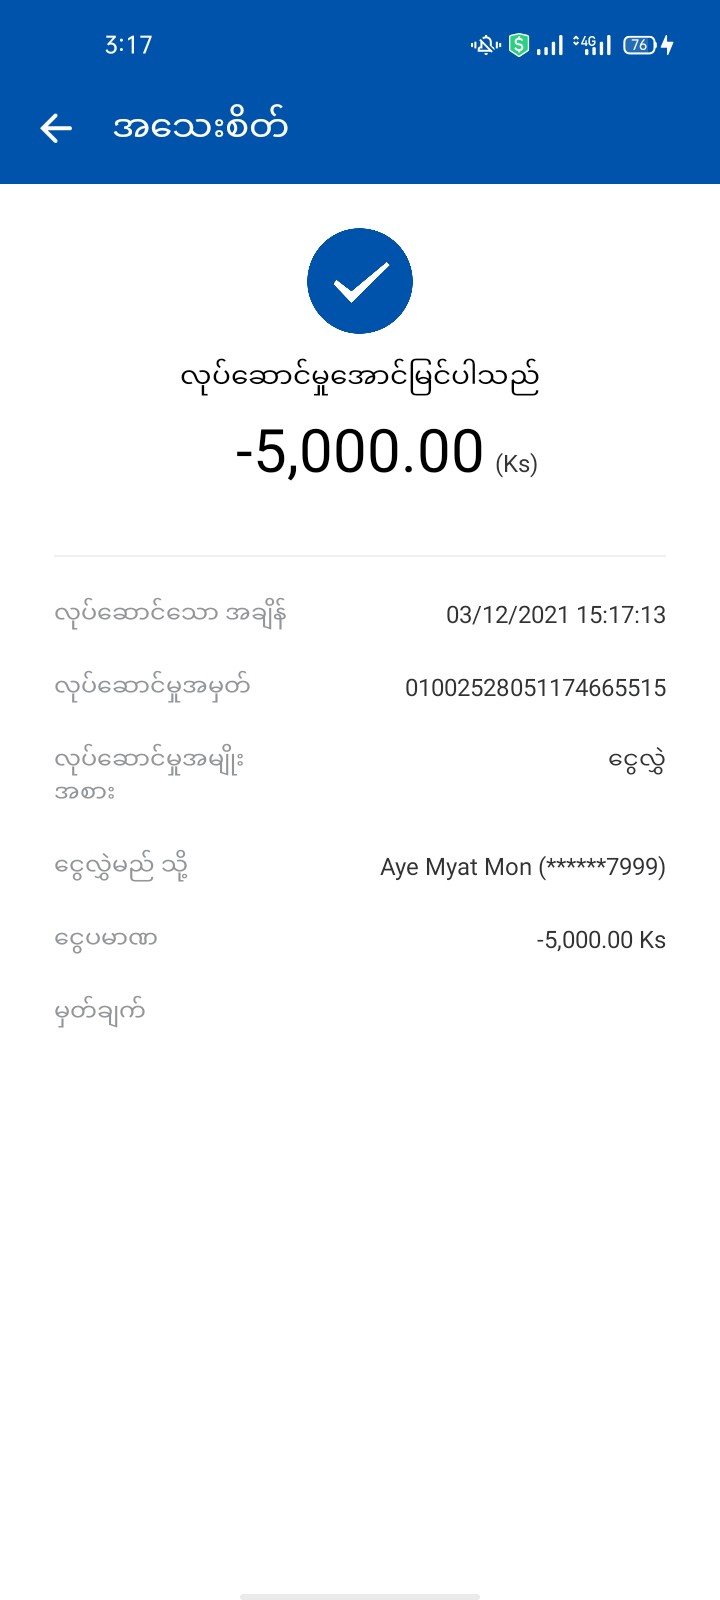 3:17
4G
76
အသေးစိတ်
လုပ်ဆောင်မှုအောင်မြင်ပါသည်
-5,000.00 (Ks)
လုပ်ဆောင်သော အချိန် 03/12/2021 15:17:13
လုပ်ဆောင်မှုအမှတ် 01002528051174665515
လုပ်ဆောင်မှုအမျိုး ငွေလွှဲ
အစား
ငွေလွှဲမည် သို့ Aye Myat Mon (******7999)
ငွေပမာဏ -5,000.00 Ks
မှတ်ချက်